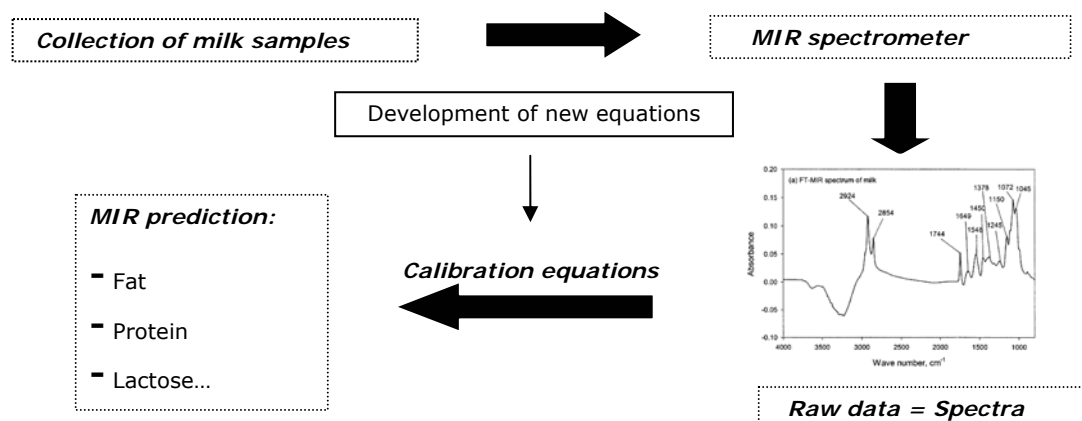 Collection of milk samples
MIR spectrometer
Development of new equations
(a) FT-MIR spectrum of milk
0.20
0.15
0.10
0.05
0.00
-0.05
-0.10
Absorbance
2924
2854
1744
1649
1548
1450
1376
1245
1150
1072
1045
4000 3000 2500 2000 1500 1000
Wave number, cm-1
MIR prediction:
- Fat
- Protein
- Lactose…
Calibration equations
Raw data = Spectra